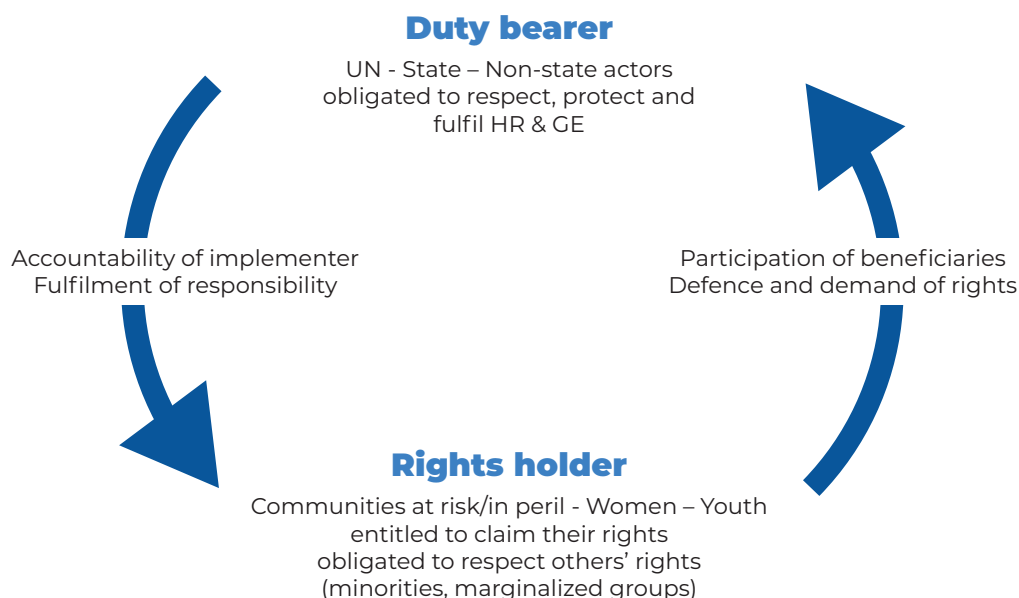 Duty bearer
UN - State – Non-state actors
obligated to respect, protect and
fulfil HR & GE
Accountability of implementer
Fulfilment of responsibility
Participation of beneficiaries
Defence and demand of rights
Rights holder
Communities at risk/in peril - Women – Youth
entitled to claim their rights
obligated to respect others’ rights
(minorities, marginalized groups)